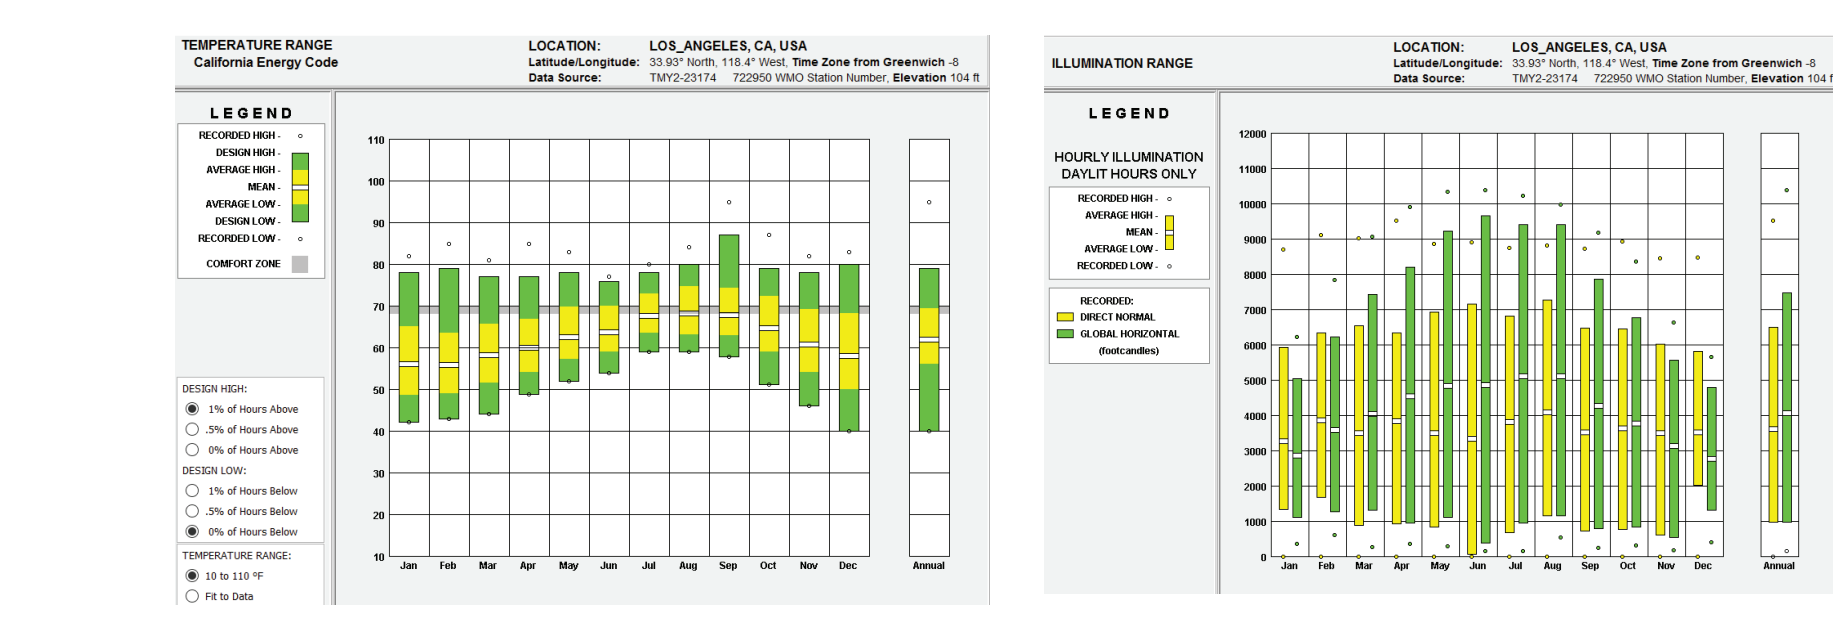 TEMPERATURE RANGE
California Energy Code
LOCATION: LOS_ANGELES, CA, USA
Latitude/Longitude: 33.93° North, 118.4° West, Time Zone from Greenwich -8
Data Source: TMY2-23174 722950 WMO Station Number, Elevation 104 ft
LEGEND
RECORDED HIGH -
DESIGN HIGH -
AVERAGE HIGH -
MEAN -
AVERAGE LOW -
DESIGN LOW -
RECORDED LOW -
COMFORT ZONE
DESIGN HIGH:
1% of Hours Above
.5% of Hours Above
0% of Hours Above
DESIGN LOW:
1% of Hours Below
.5% of Hours Below
0% of Hours Below
TEMPERATURE RANGE:
10 to 110 °F
Fit to Data
110
100
90
80
70
60
50
40
30
20
10
Jan Feb Mar Apr May Jun Jul Aug Sep Oct Nov Dec Annual
ILLUMINATION RANGE
LOCATION: LOS_ANGELES, CA, USA
Latitude/Longitude: 33.93° North, 118.4° West, Time Zone from Greenwich -8
Data Source: TMY2-23174 722950 WMO Station Number, Elevation 104 f
LEGEND
HOURLY ILLUMINATION
DAYLIT HOURS ONLY
RECORDED HIGH -
AVERAGE HIGH -
MEAN -
AVERAGE LOW -
RECORDED LOW -
RECORDED:
DIRECT NORMAL
GLOBAL HORIZONTAL
(footcandles)
12000
11000
10000
9000
8000
7000
6000
5000
4000
3000
2000
1000
0
Jan Feb Mar Apr May Jun Jul Aug Sep Oct Nov Dec Annual